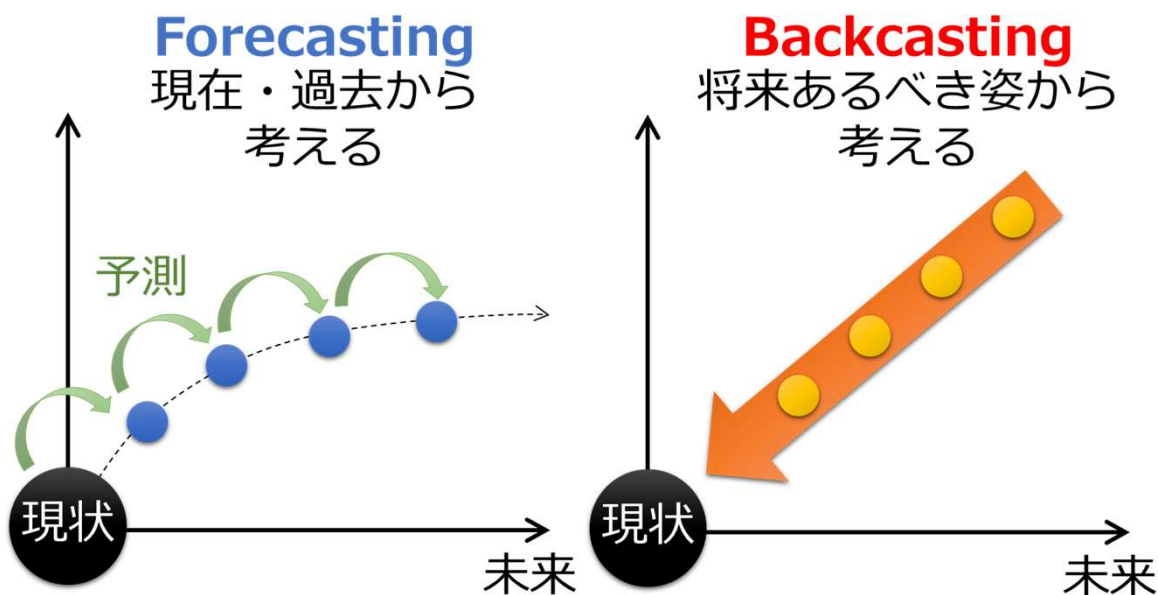 Forecasting
現在・過去から
考える
予測
現状
未来
Backcasting
将来あるべき姿から
考える
現状
未来